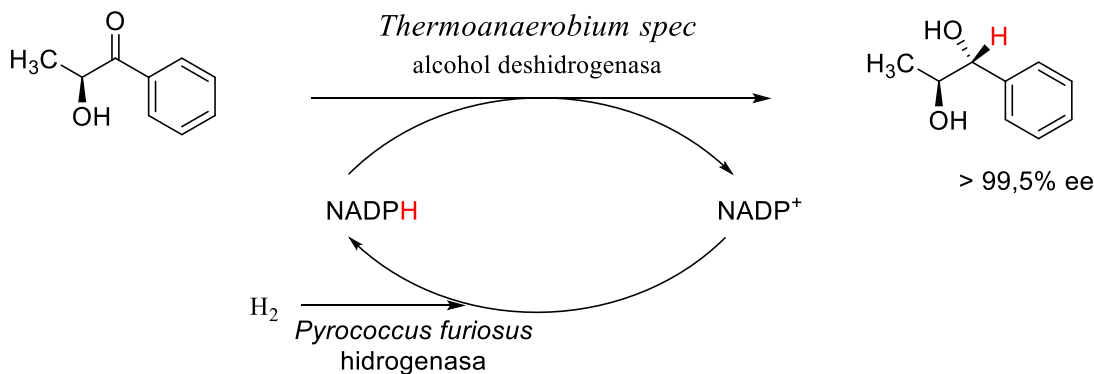 Thermoanaerobium spec
alcohol deshidrogenasa
O
H₃C
OH
HO
H
H₃C
OH
> 99,5% ee
NADPH
NADP⁺
H₂
Pyrococcus furiosus
hidrogenasa